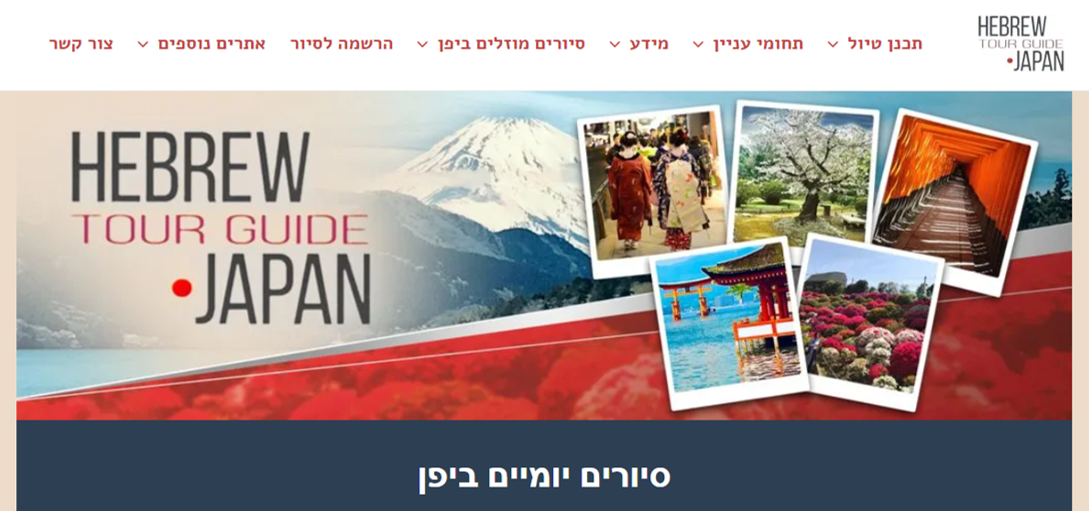 HEBREW
TOUR GUIDE
JAPAN
תכנן טיול
תחומי עניין
מידע
סיורים מוזלים ביפן
הרשמה לסיור
אתרים נוספים
צור קשר
HEBREW
TOUR GUIDE
JAPAN
סיורים יומיים ביפן